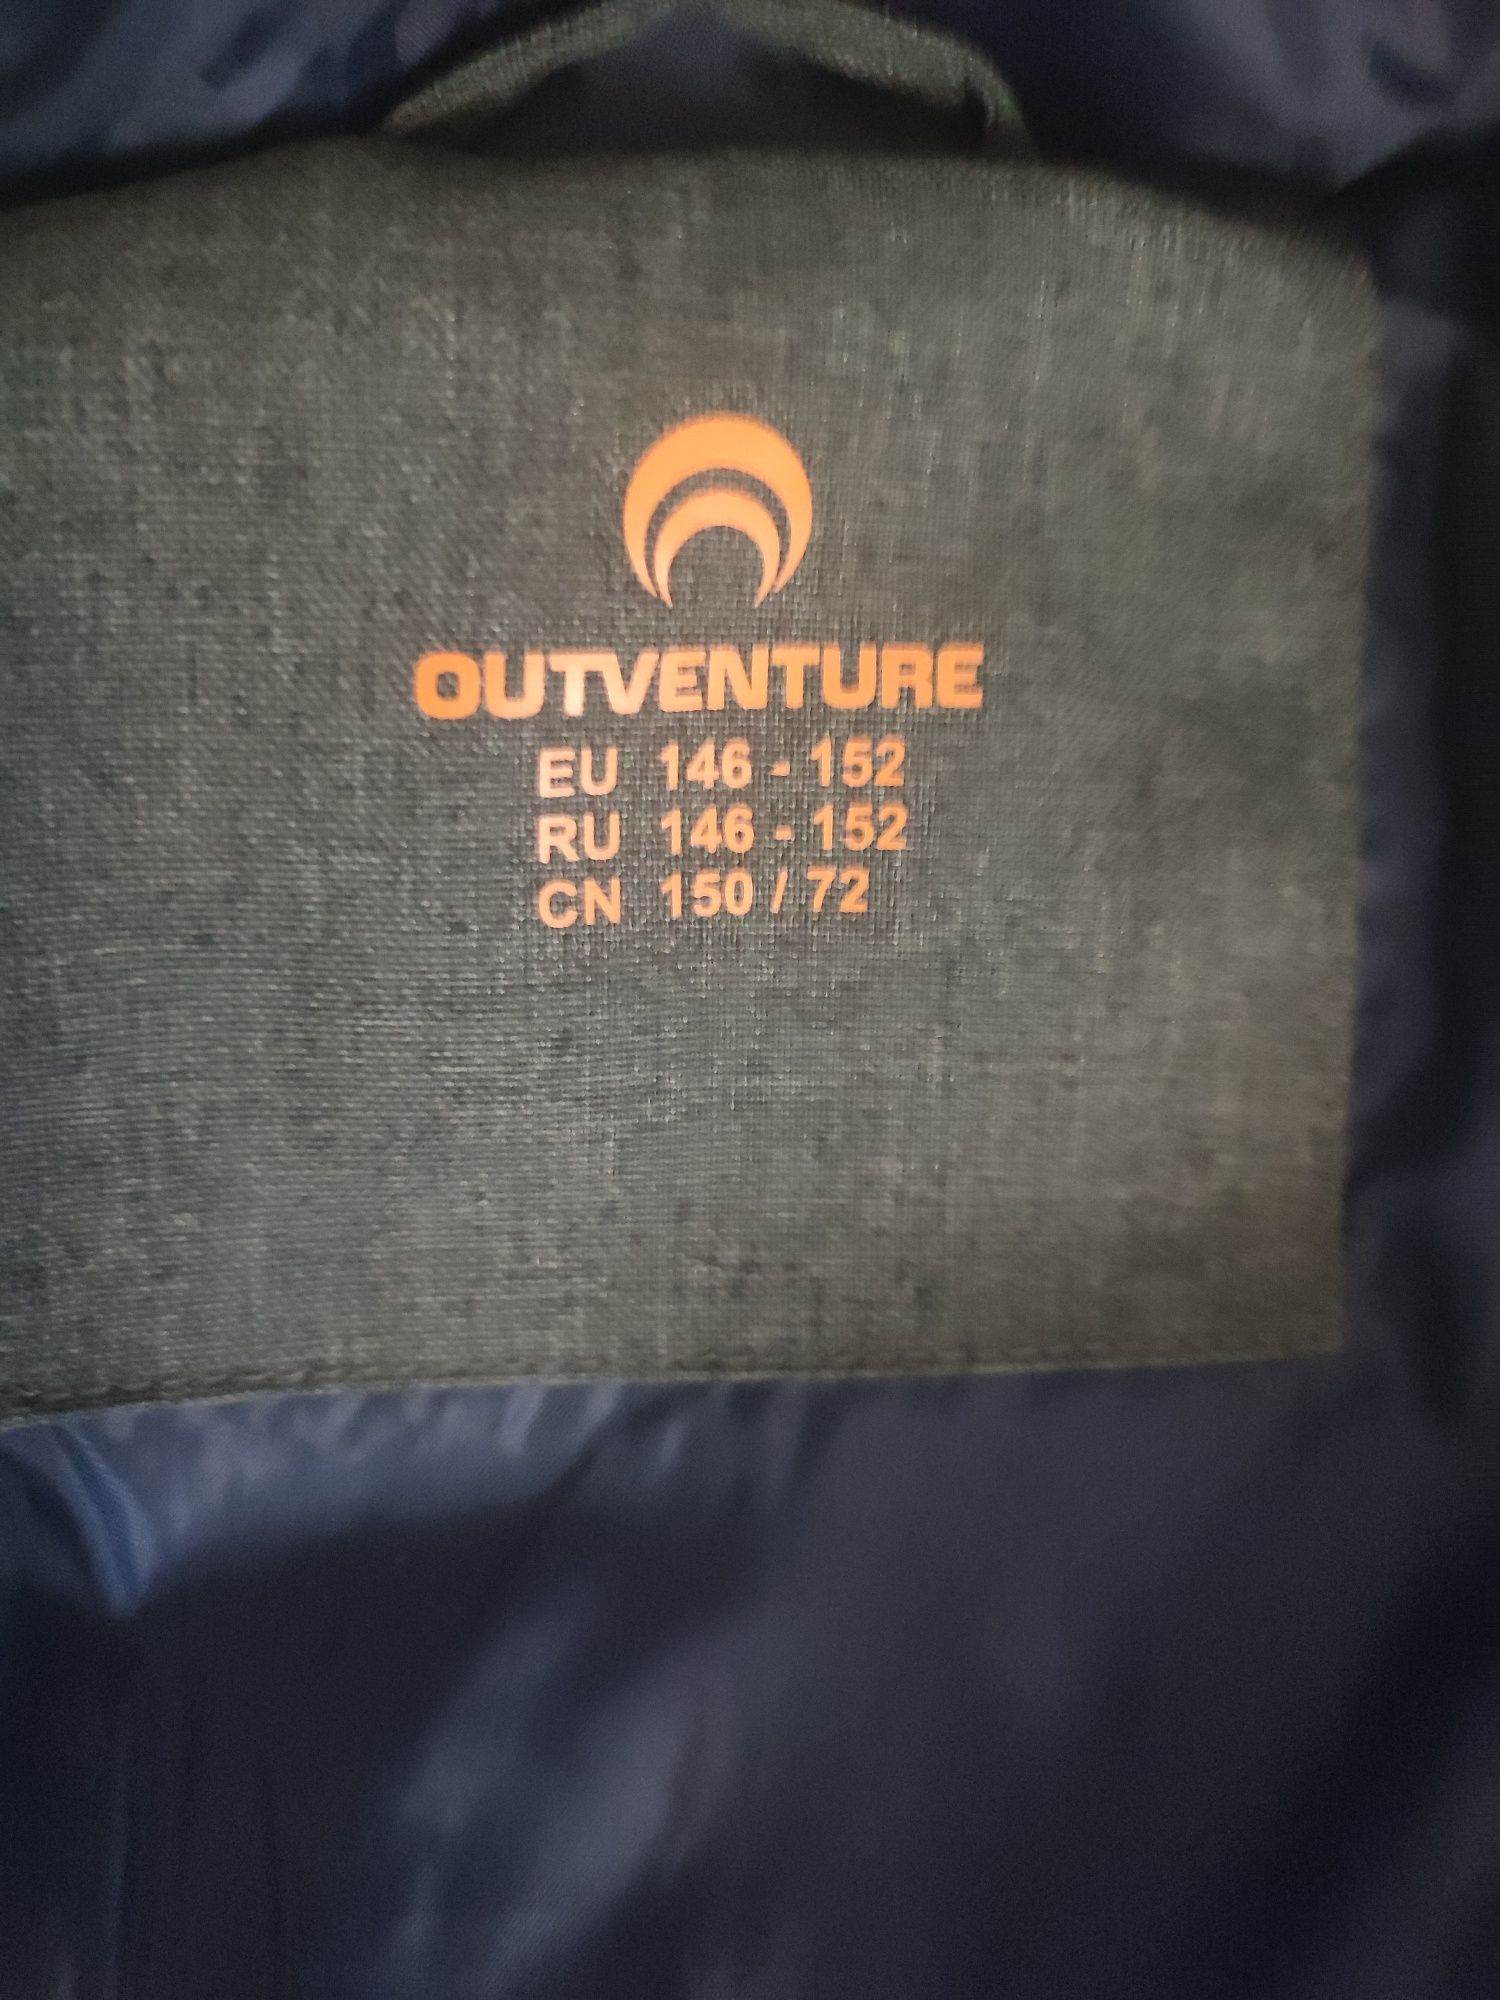 OUTVENTURE
EU 146 - 152
RU 146 - 152
CN 150 / 72